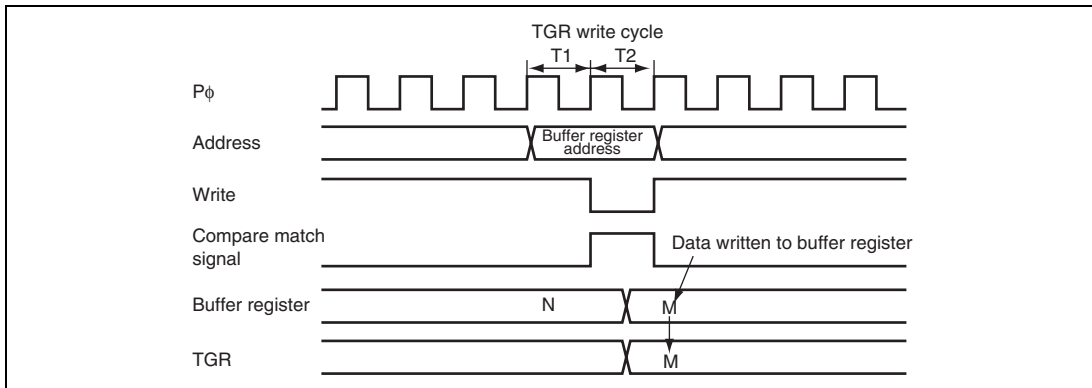 TGR write cycle
T1 T2
Pϕ
Buffer register
Address
address
Write
Compare match
signal
Data written to buffer register
Buffer register N M
TGR M